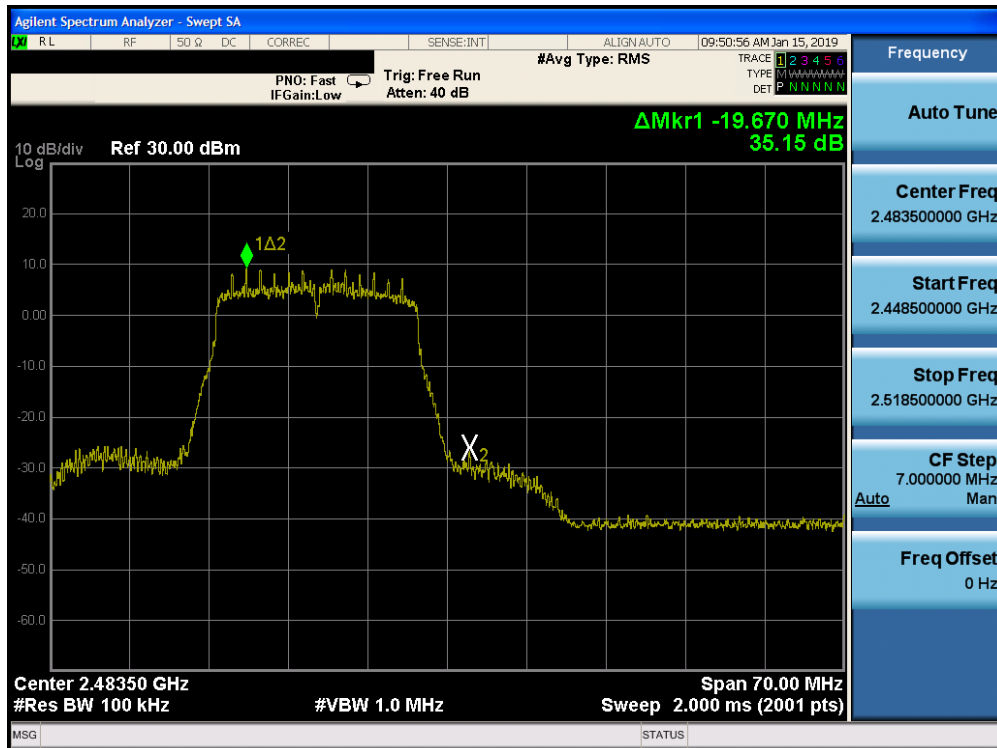 Agilent Spectrum Analyzer - Swept SA
LXI RL RF 50 Ω DC CORREC SENSE:INT ALIGN AUTO 09:50:56 AM Jan 15, 2019
#Avg Type: RMS TRACE 1 2 3 4 5 6
PNO: Fast Trig: Free Run TYPE M
IFGain:Low Atten: 40 dB DET P N N N N N
ΔMkr1 -19.670 MHz
10 dB/div Ref 30.00 dBm 35.15 dB
Log
20.0
1Δ2
10.0
0.00
-10.0
-20.0
X2
-30.0
-40.0
-50.0
-60.0
Center 2.48350 GHz Span 70.00 MHz
#Res BW 100 kHz #VBW 1.0 MHz Sweep 2.000 ms (2001 pts)
MSG STATUS
Frequency
Auto Tune
Center Freq
2.483500000 GHz
Start Freq
2.448500000 GHz
Stop Freq
2.518500000 GHz
CF Step
7.000000 MHz
Auto Man
Freq Offset
0 Hz